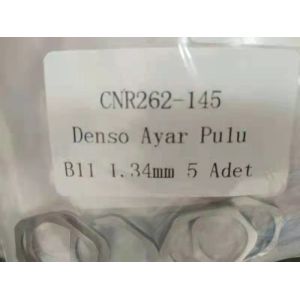 CNR262-145
Denso Ayar Pulu
B11 1.34mm 5 Adet